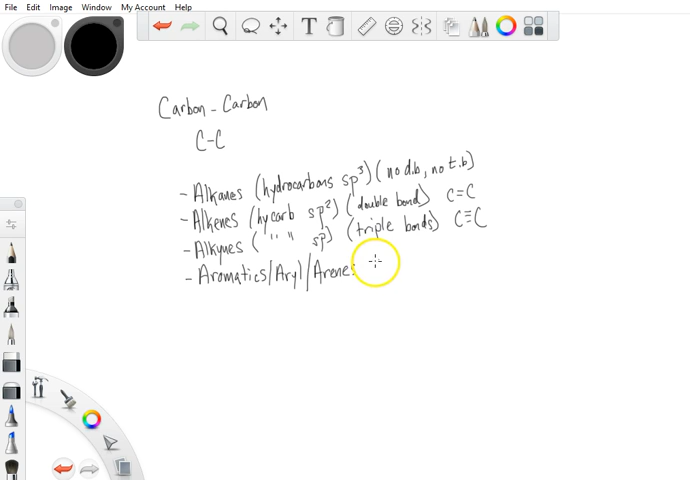 File Edit Image Window My Account Help
Carbon - Carbon
C-C
- Alkanes (hydrocarbons sp³) (no d.b, no t.b)
- Alkenes (hycarb sp²) (double bond) C=C
- Alkynes ( " " sp) (triple bonds) C≡C
- Aromatics/Aryl/Arenes